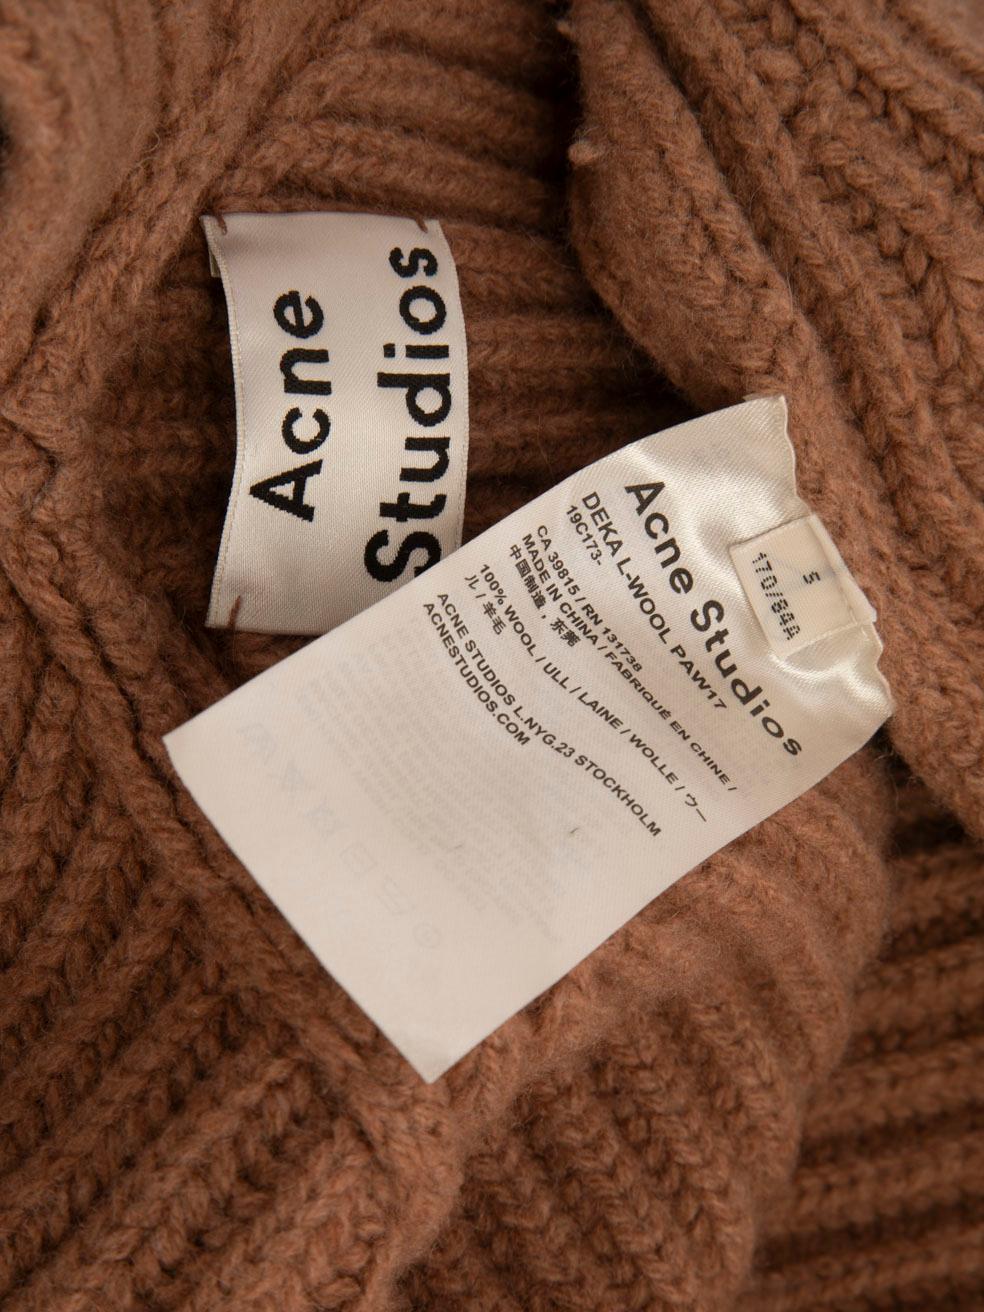 Acne
Studios
Acne Studios
DEKA L-WOOL PAW17
19C173-
CA 39815 / RN 131738
MADE IN CHINA / FABRIQUÉ EN CHINE /
中国制造，东莞
100% WOOL / ULL / LAINE / WOLLE / ウー
ル / 羊毛
ACNE STUDIOS L.NYG.23 STOCKHOLM
ACNESTUDIOS.COM
170/84A